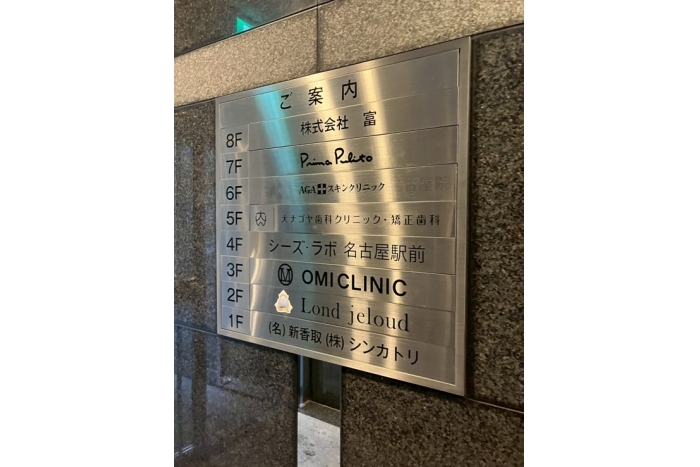 ご案内
8F 株式会社 富
7F Prima Pulito
6F AGA スキンクリニック
5F 大ナゴヤ歯科クリニック・矯正歯科
4F シーズ・ラボ 名古屋駅前
3F M OMICLINIC
2F Lond jeloud
1F (名)新香取(株)シンカトリ